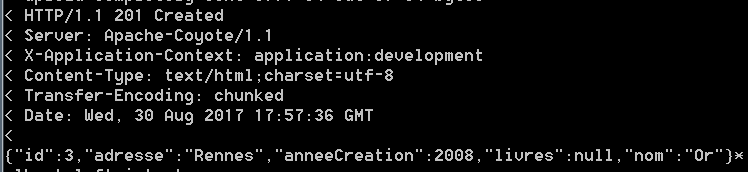 < HTTP/1.1 201 Created
< Server: Apache-Coyote/1.1
< X-Application-Context: application:development
< Content-Type: text/html;charset=utf-8
< Transfer-Encoding: chunked
< Date: Wed, 30 Aug 2017 17:57:36 GMT
<
{"id":3,"adresse":"Rennes","anneeCreation":2008,"livres":null,"nom":"Or"}*